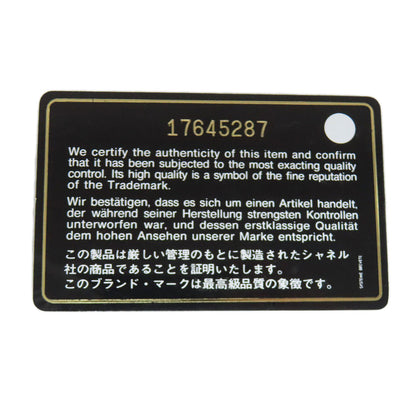 17645287
We certify the authenticity of this item and confirm
that it has been subjected to the most exacting quality
control. Its high quality is a symbol of the fine reputation
of the Trademark.
Wir bestätigen, dass es sich um einen Artikel handelt,
der während seiner Herstellung strengsten Kontrollen
unterworfen war, und dessen erstklassige Qualität
dem hohen Ansehen unserer Marke entspricht.
この製品は厳しい管理のもとに製造されたシャネル
社の商品であることを証明いたします。
このブランド・マークは最高級品質の象徴です。